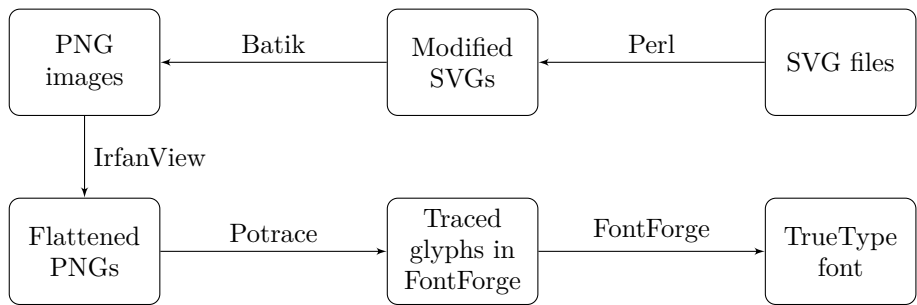 PNG
images
Batik
Modified
SVGs
Perl
SVG files
IrfanView
Flattened
PNGs
Potrace
Traced
glyphs in
FontForge
FontForge
TrueType
font